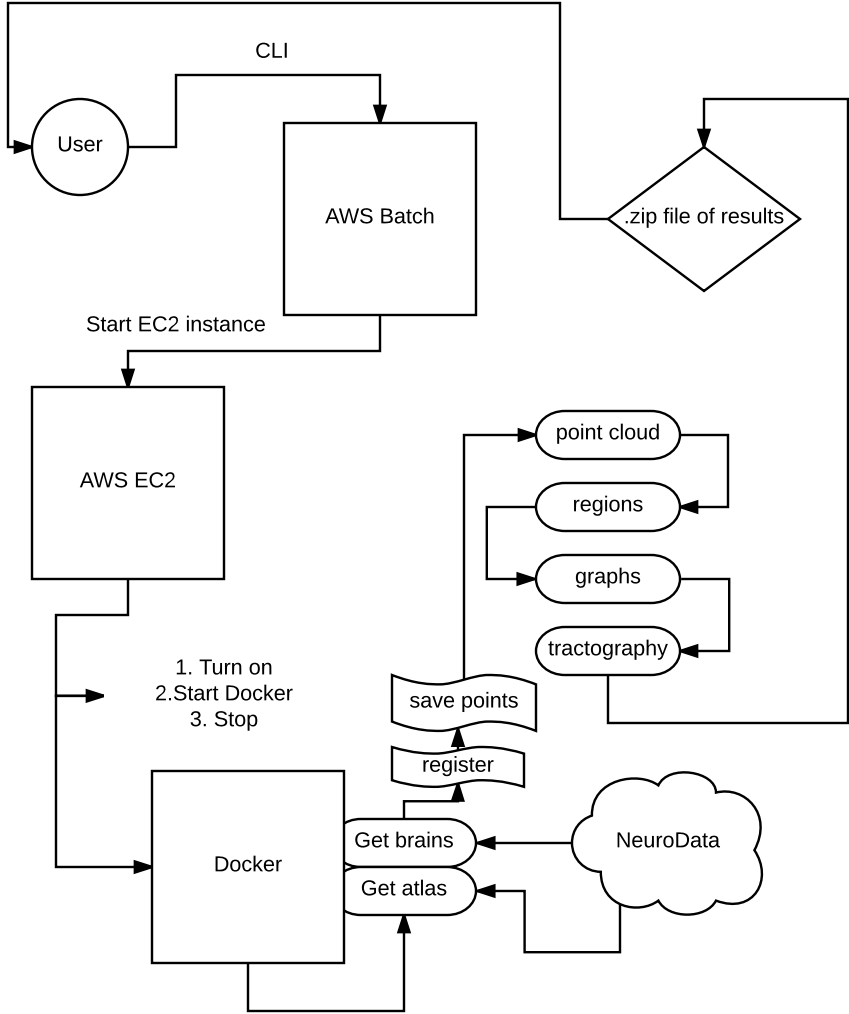 CLI
User
AWS Batch
.zip file of results
Start EC2 instance
AWS EC2
point cloud
regions
graphs
tractography
1. Turn on
2.Start Docker
3. Stop
save points
register
Get brains
NeuroData
Docker
Get atlas